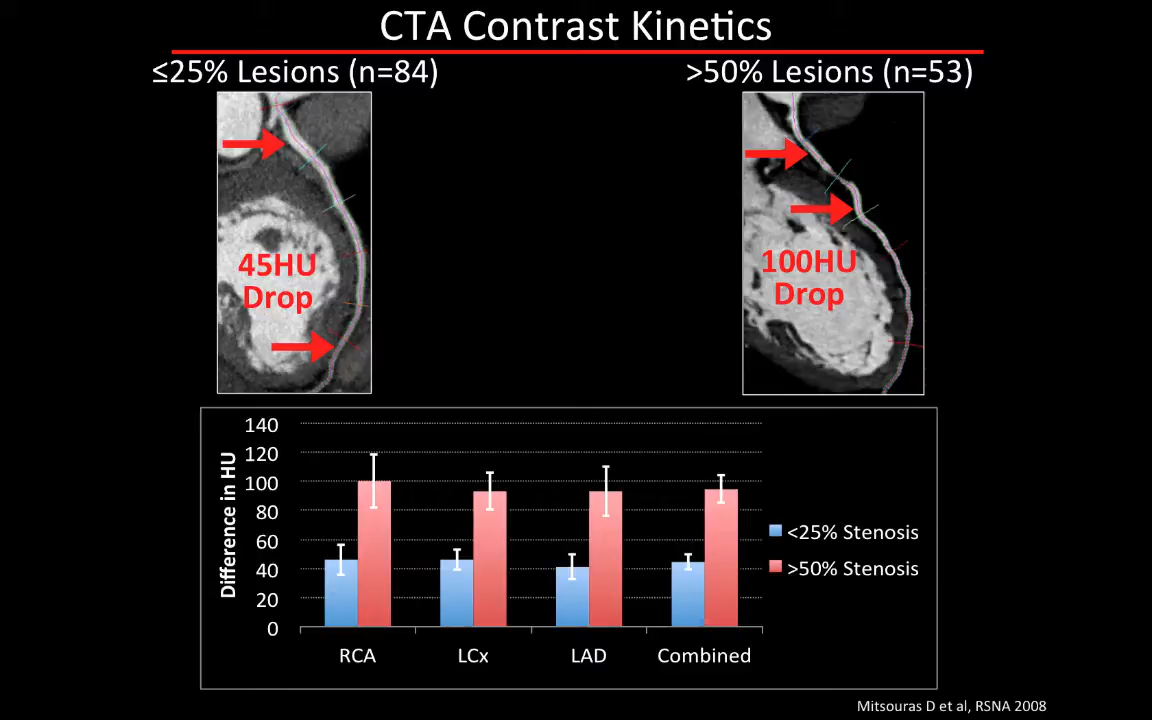 CTA Contrast Kinetics
≤25% Lesions (n=84)
>50% Lesions (n=53)
45HU
Drop
100HU
Drop
Difference in HU
140
120
100
80
60
40
20
0
RCA
LCx
LAD
Combined
<25% Stenosis
>50% Stenosis
Mitsouras D et al, RSNA 2008